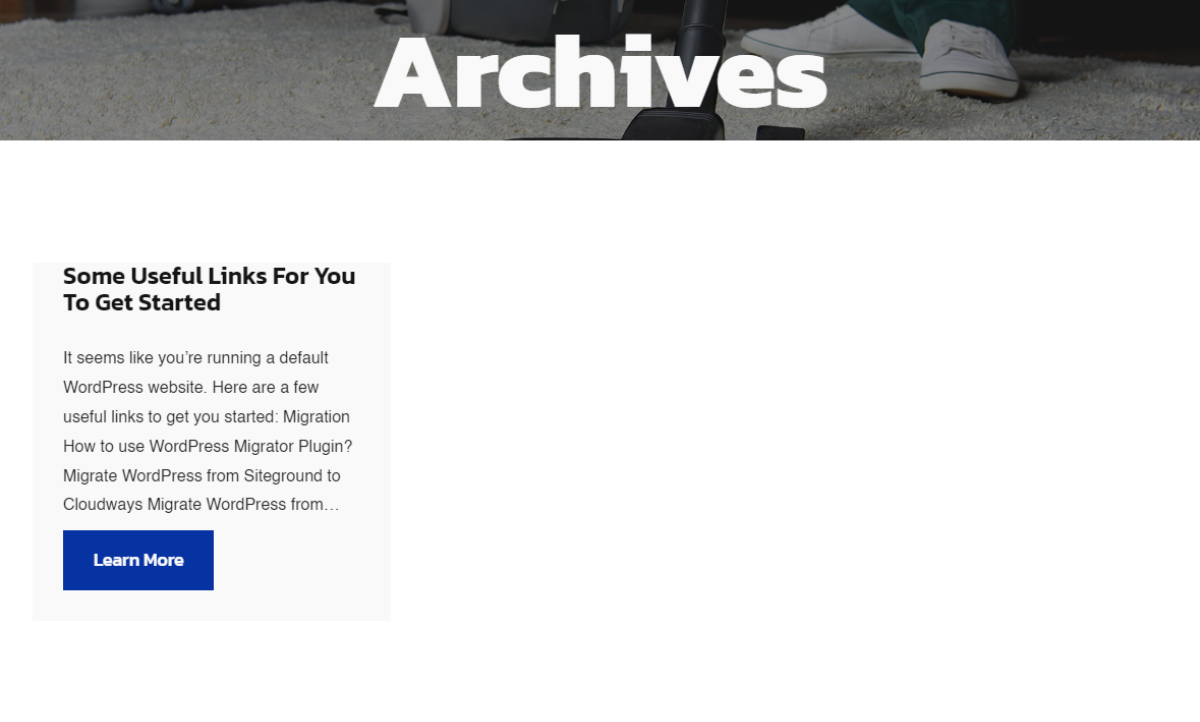 Archives
Some Useful Links For You
To Get Started
It seems like you’re running a default
WordPress website. Here are a few
useful links to get you started: Migration
How to use WordPress Migrator Plugin?
Migrate WordPress from Siteground to
Cloudways Migrate WordPress from…
Learn More